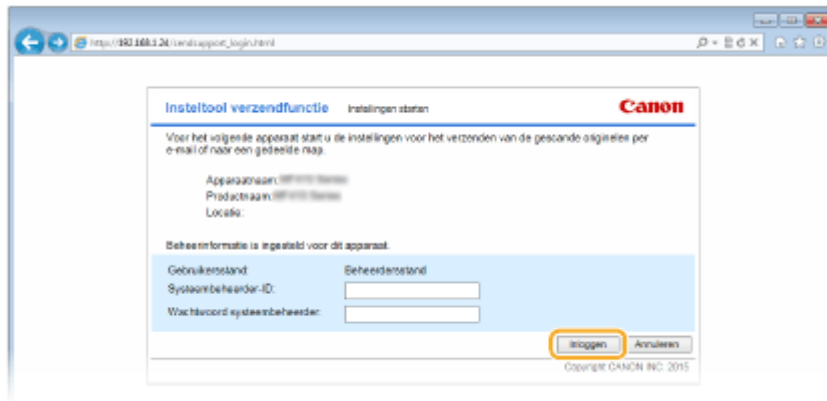 http://192.168.1.24/sendsupport_login.html
Insteltool verzendfunctie Instellingen starten Canon
Voor het volgende apparaat start u de instellingen voor het verzenden van de gescande originelen per
e-mail of naar een gedeelde map.
Apparaatnaam:
Productnaam:
Locatie:
Beheerinformatie is ingesteld voor dit apparaat.
Gebruikersstand: Beheerdersstand
Systeembeheerder-ID:
Wachtwoord systeembeheerder:
Inloggen Annuleren
Copyright CANON INC. 2015